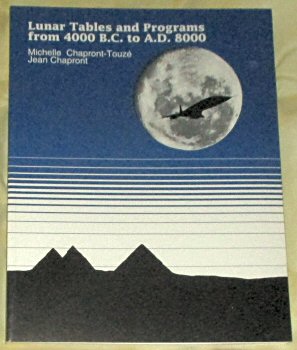 Lunar Tables and Programs
from 4000 B.C. to A.D. 8000
Michelle Chapront-Touzé
Jean Chapront